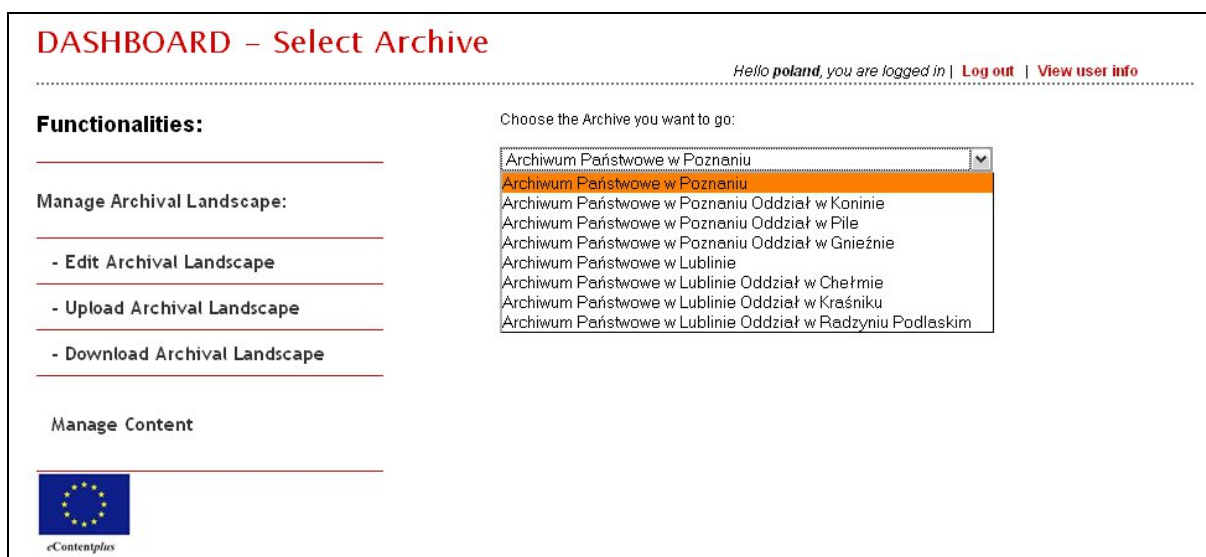 DASHBOARD – Select Archive
Hello poland, you are logged in | Log out | View user info
Functionalities:
Manage Archival Landscape:
- Edit Archival Landscape
- Upload Archival Landscape
- Download Archival Landscape
Manage Content
eContentplus
Choose the Archive you want to go:
Archiwum Państwowe w Poznaniu
Archiwum Państwowe w Poznaniu
Archiwum Państwowe w Poznaniu Oddział w Koninie
Archiwum Państwowe w Poznaniu Oddział w Pile
Archiwum Państwowe w Poznaniu Oddział w Gnieźnie
Archiwum Państwowe w Lublinie
Archiwum Państwowe w Lublinie Oddział w Chełmie
Archiwum Państwowe w Lublinie Oddział w Kraśniku
Archiwum Państwowe w Lublinie Oddział w Radzyniu Podlaskim